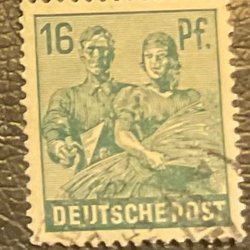 16 Pf.
DEUTSCHE POST